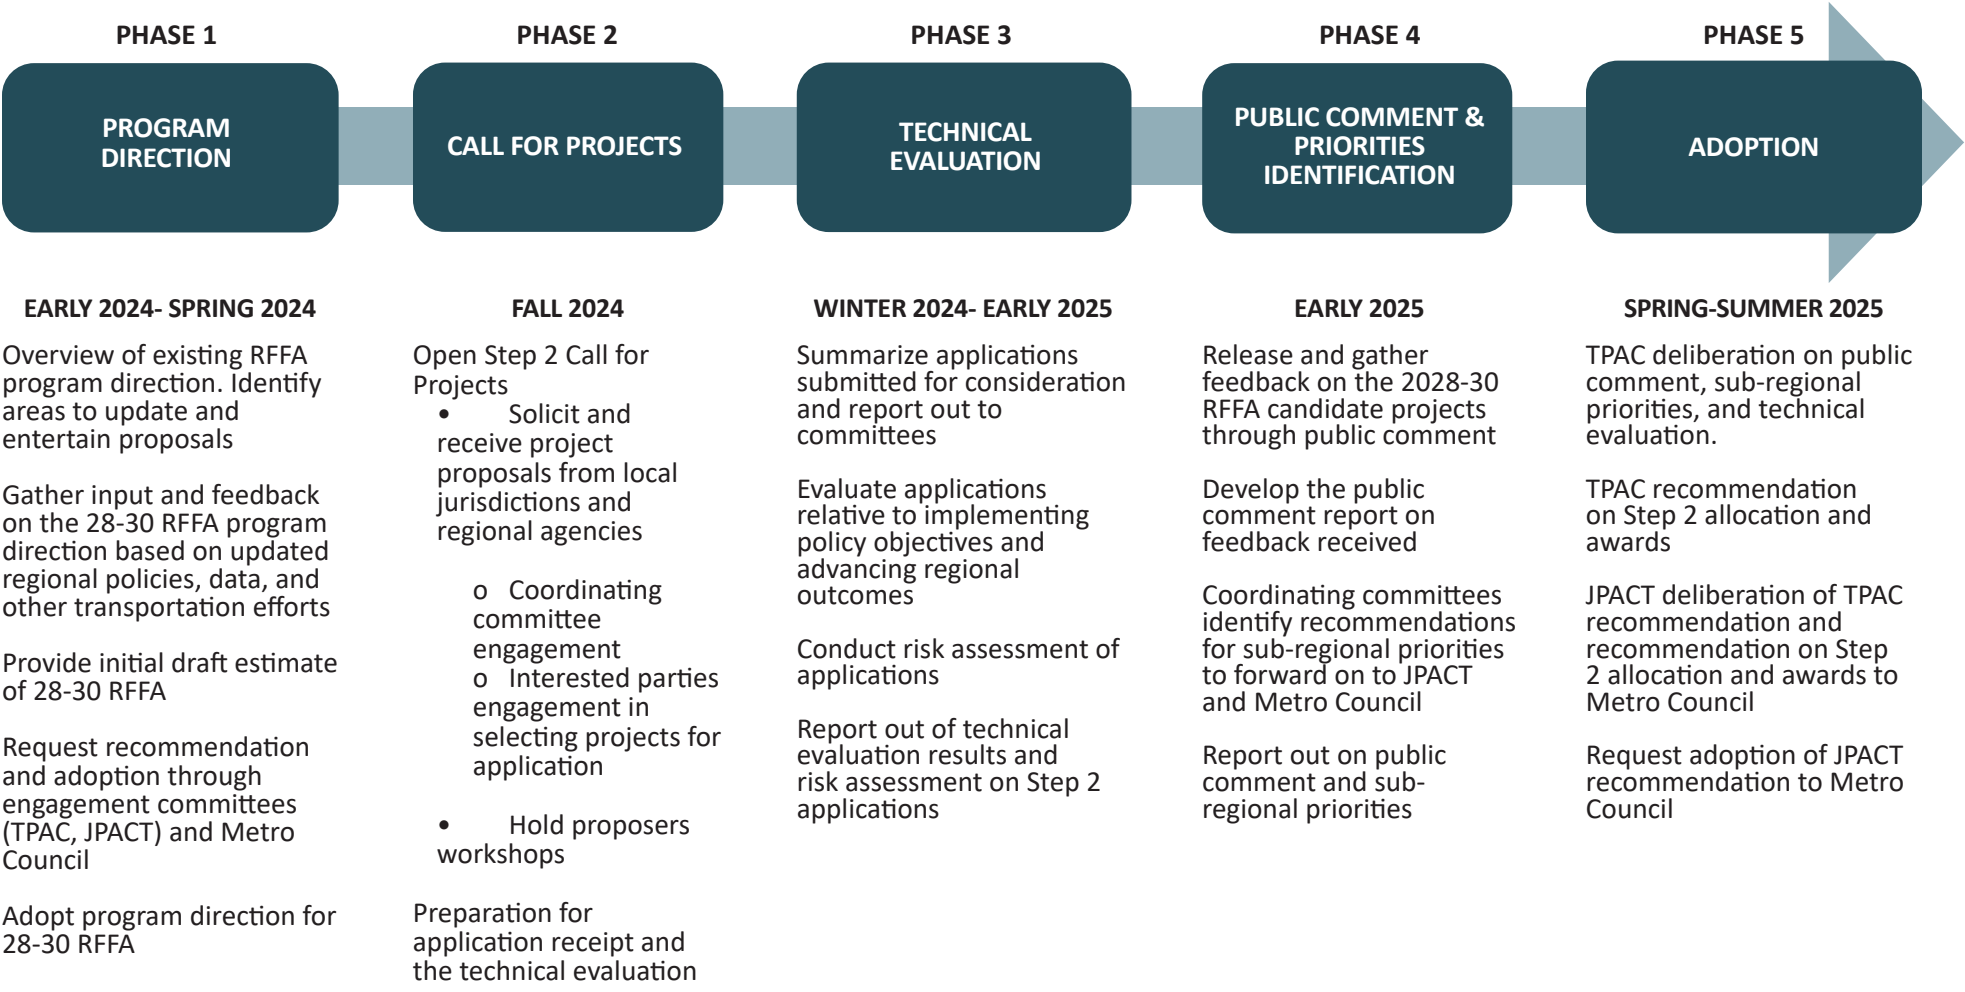 PHASE 1
PROGRAM
DIRECTION
EARLY 2024- SPRING 2024
Overview of existing RFFA
program direction. Identify
areas to update and
entertain proposals
Gather input and feedback
on the 28-30 RFFA program
direction based on updated
regional policies, data, and
other transportation efforts
Provide initial draft estimate
of 28-30 RFFA
Request recommendation
and adoption through
engagement committees
(TPAC, JPACT) and Metro
Council
Adopt program direction for
28-30 RFFA
PHASE 2
CALL FOR PROJECTS
FALL 2024
Open Step 2 Call for
Projects
• Solicit and
receive project
proposals from local
jurisdictions and
regional agencies
o Coordinating
committee
engagement
o Interested parties
engagement in
selecting projects for
application
• Hold proposers
workshops
Preparation for
application receipt and
the technical evaluation
PHASE 3
TECHNICAL
EVALUATION
WINTER 2024- EARLY 2025
Summarize applications
submitted for consideration
and report out to
committees
Evaluate applications
relative to implementing
policy objectives and
advancing regional
outcomes
Conduct risk assessment of
applications
Report out of technical
evaluation results and
risk assessment on Step 2
applications
PHASE 4
PUBLIC COMMENT &
PRIORITIES
IDENTIFICATION
EARLY 2025
Release and gather
feedback on the 2028-30
RFFA candidate projects
through public comment
Develop the public
comment report on
feedback received
Coordinating committees
identify recommendations
for sub-regional priorities
to forward on to JPACT
and Metro Council
Report out on public
comment and sub-
regional priorities
PHASE 5
ADOPTION
SPRING-SUMMER 2025
TPAC deliberation on public
comment, sub-regional
priorities, and technical
evaluation.
TPAC recommendation
on Step 2 allocation and
awards
JPACT deliberation of TPAC
recommendation and
recommendation on Step
2 allocation and awards to
Metro Council
Request adoption of JPACT
recommendation to Metro
Council